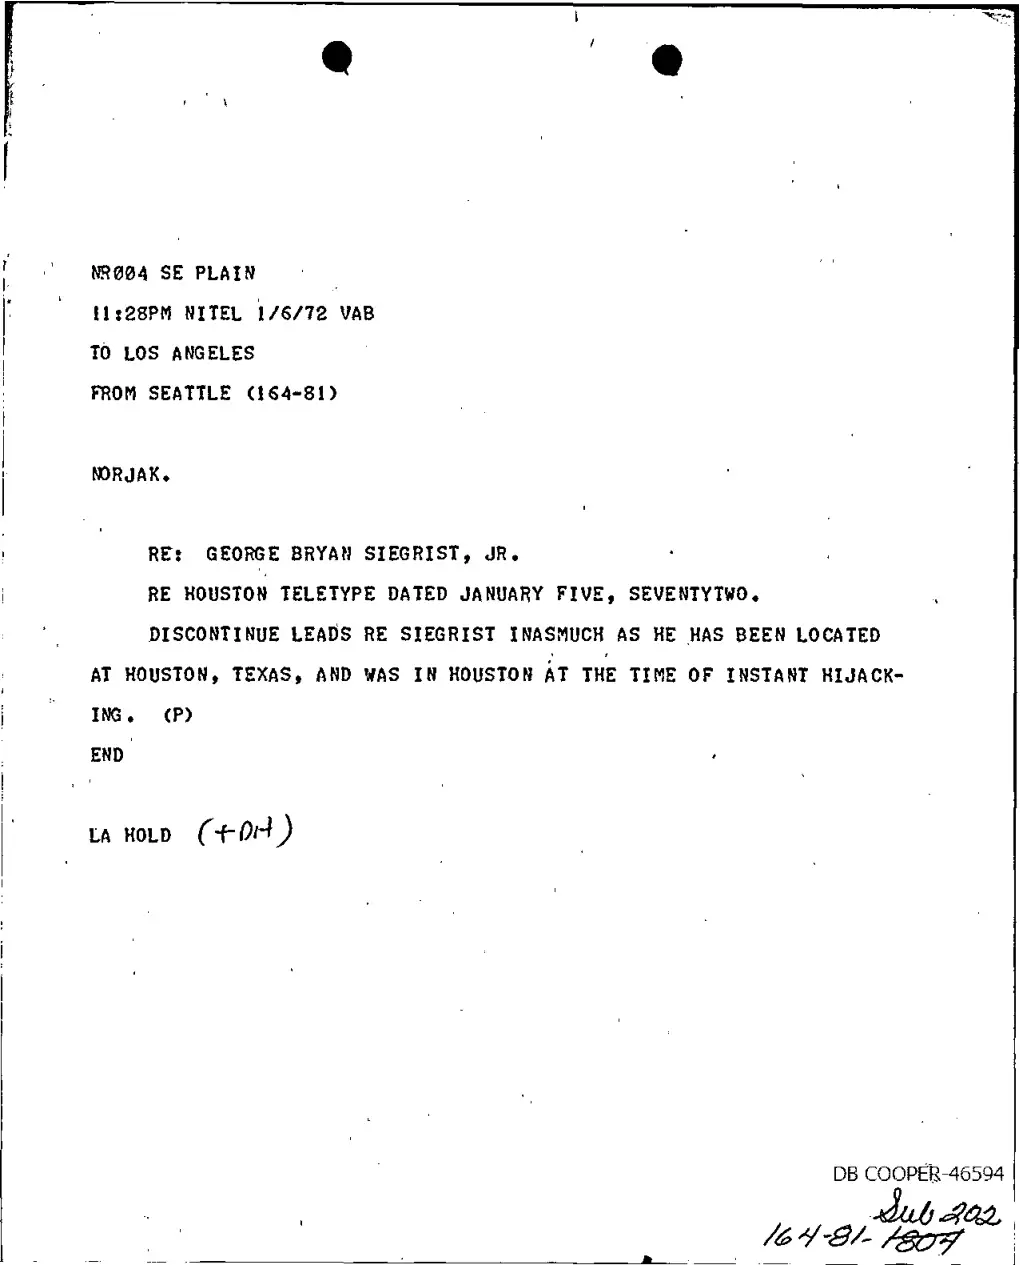 NR004 SE PLAIN
11:28PM NITEL 1/6/72 VAB
TO LOS ANGELES
FROM SEATTLE (164-81)
NORJAK.
RE: GEORGE BRYAN SIEGRIST, JR.
RE HOUSTON TELETYPE DATED JANUARY FIVE, SEVENTYTWO.
DISCONTINUE LEADS RE SIEGRIST INASMUCH AS HE HAS BEEN LOCATED
AT HOUSTON, TEXAS, AND WAS IN HOUSTON AT THE TIME OF INSTANT HIJACK-
ING. (P)
END
LA HOLD
DB COOPER-46594
Sub 202
164-81-1807